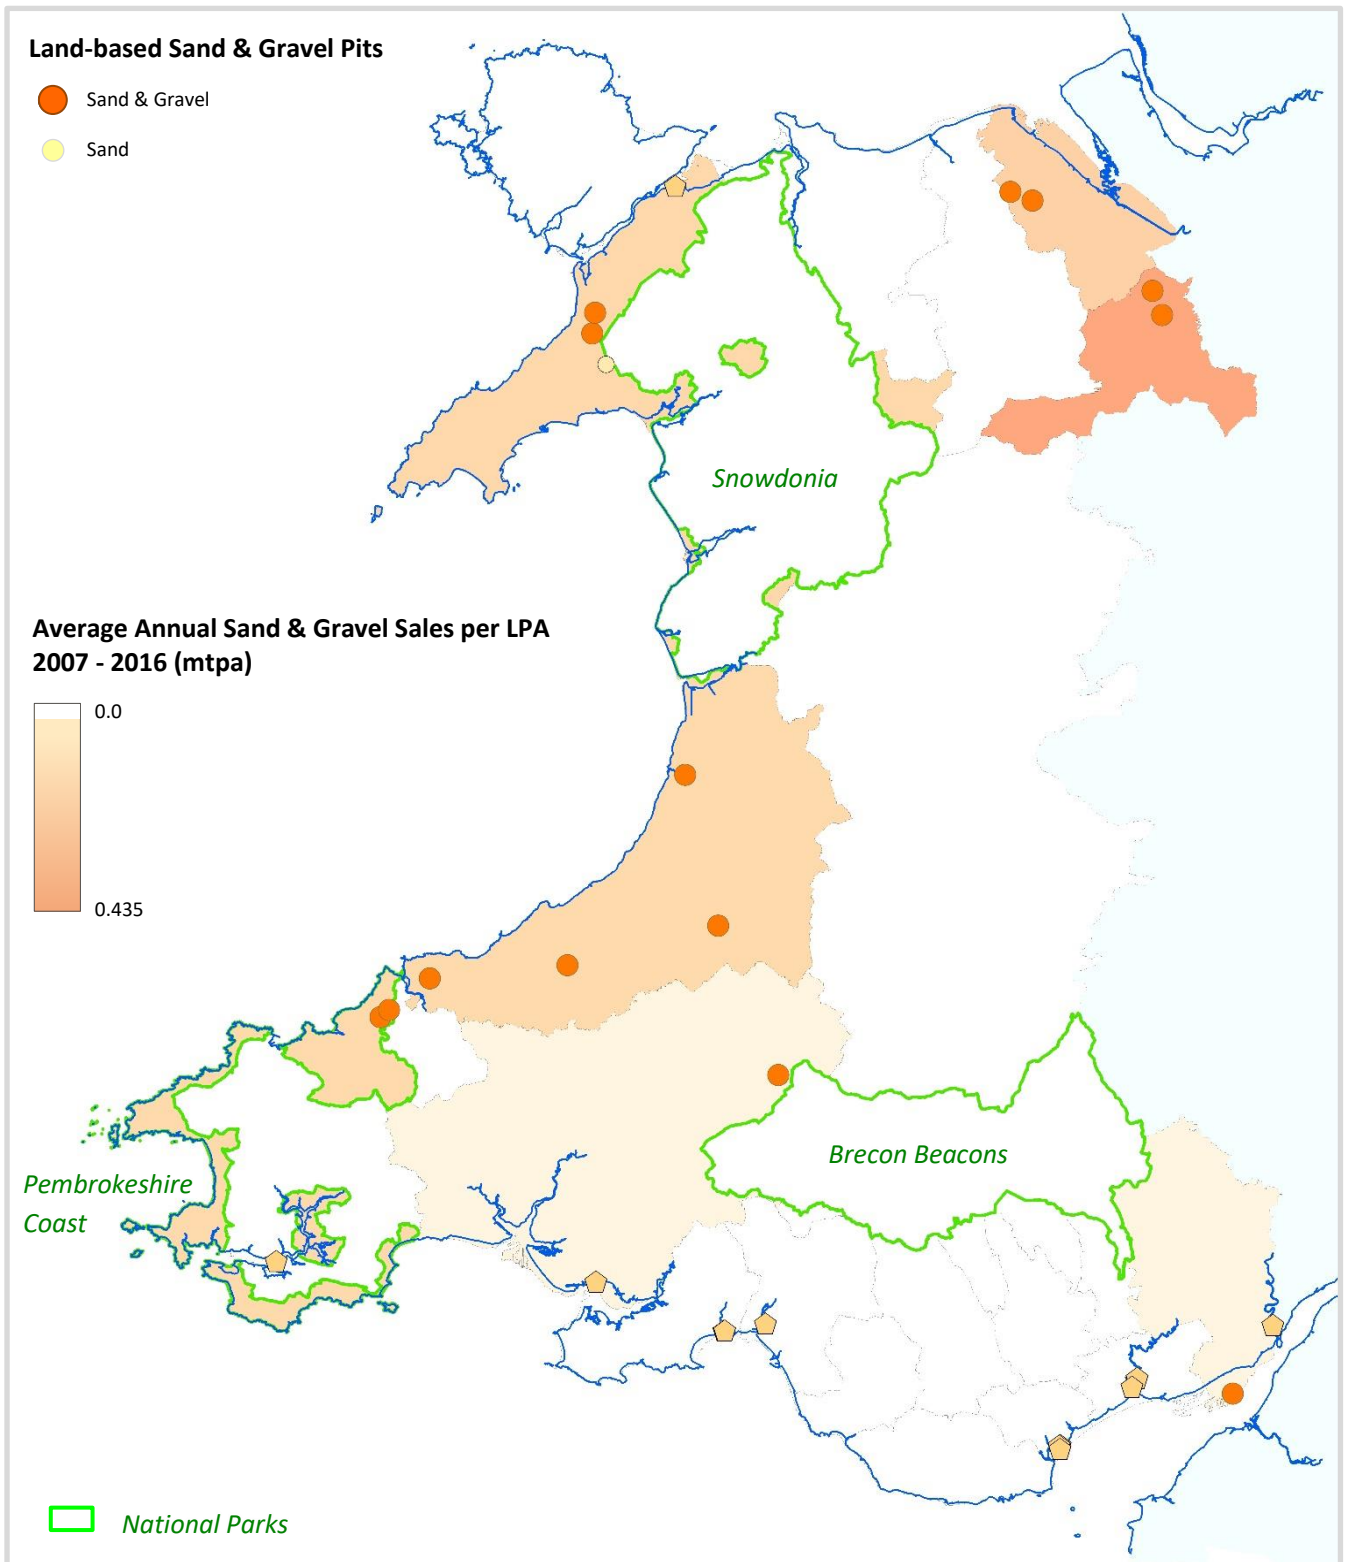 Land-based Sand & Gravel Pits
Sand & Gravel
Sand
Snowdonia
Average Annual Sand & Gravel Sales per LPA
2007 - 2016 (mtpa)
0.0
0.435
Brecon Beacons
Pembrokeshire
Coast
National Parks